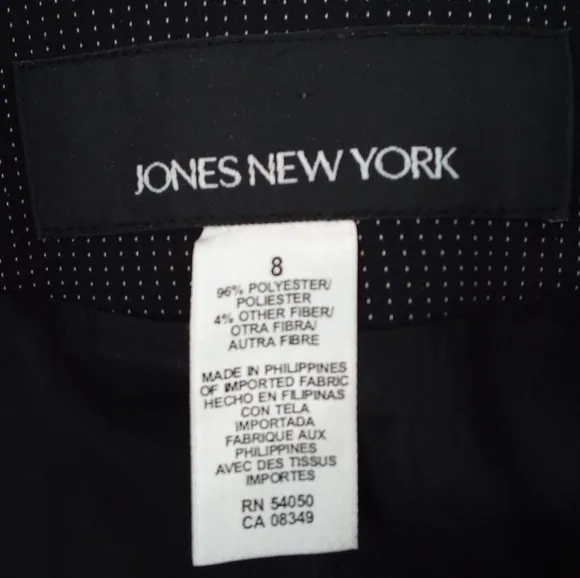 JONES NEW YORK
8
96% POLYESTER/
POLIESTER
4% OTHER FIBER/
OTRA FIBRA/
AUTRA FIBRE
MADE IN PHILIPPINES
OF IMPORTED FABRIC
HECHO EN FILIPINAS
CON TELA
IMPORTADA
FABRIQUE AUX
PHILIPPINES
AVEC DES TISSUS
IMPORTES
RN 54050
CA 08349